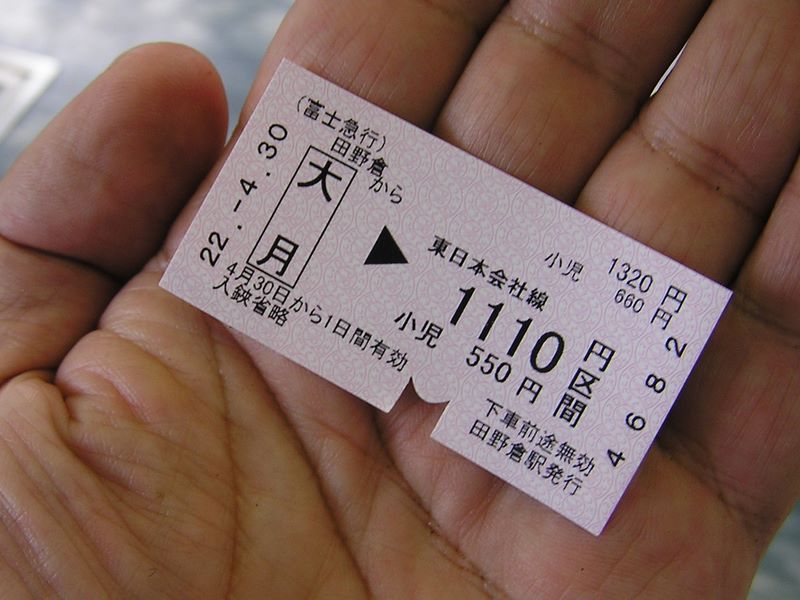 (富士急行)
田野倉から
大月
22.-4.30
▶
東日本会社線
1110円区間
小児 550円
小児 1320円
660円
4月30日から1日間有効
入鋏省略
下車前途無効
田野倉駅発行
4682